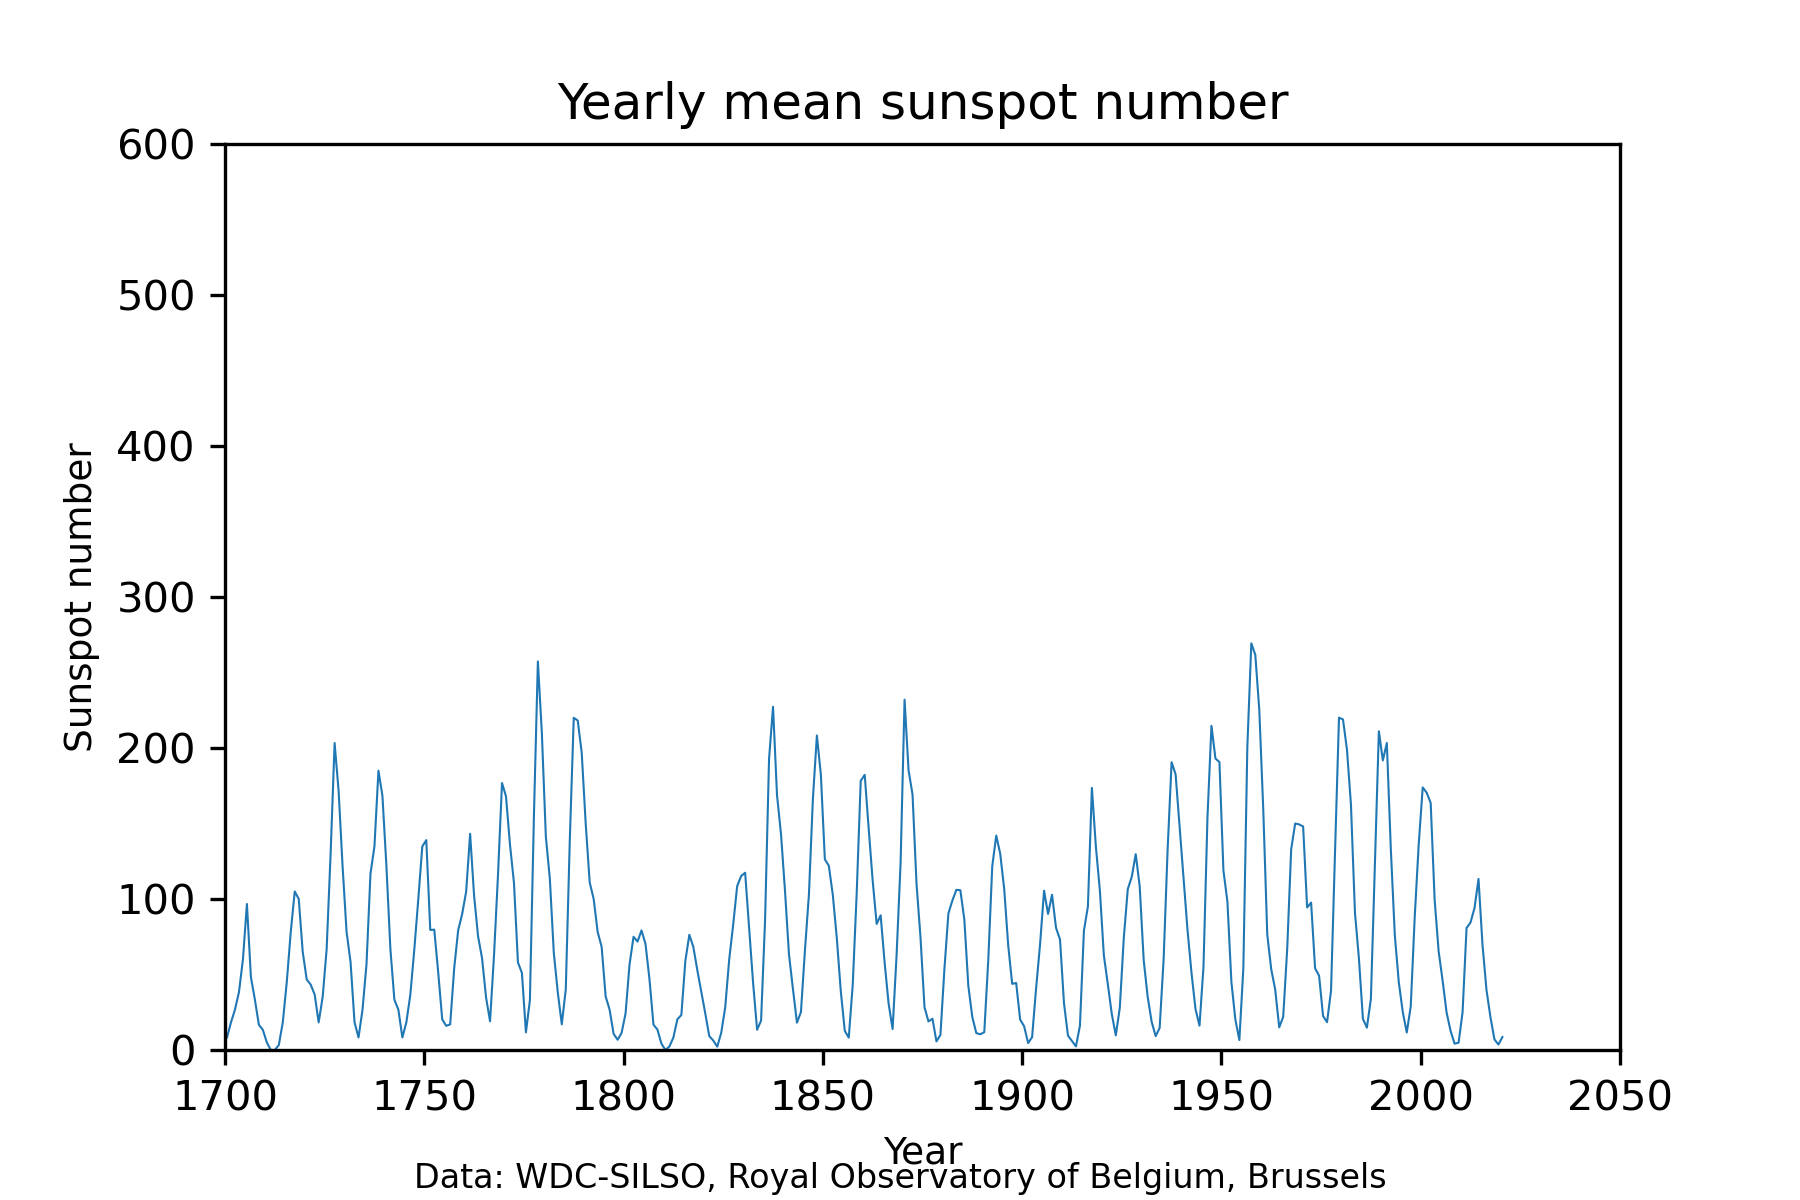 Yearly mean sunspot number
600
500
400
300
200
100
0
Sunspot number
1700 1750 1800 1850 1900 1950 2000 2050
Year
Data: WDC-SILSO, Royal Observatory of Belgium, Brussels